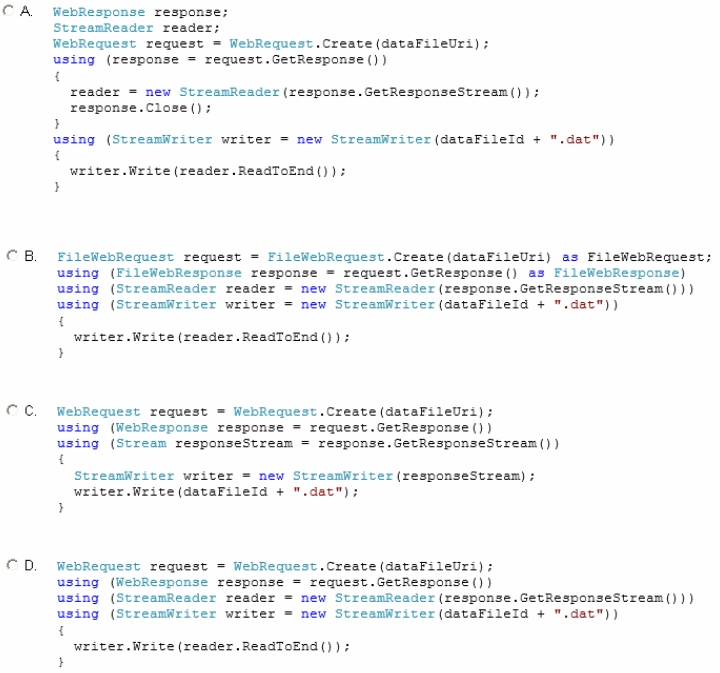 A. WebResponse response;
StreamReader reader;
WebRequest request = WebRequest.Create(dataFileUri);
using (response = request.GetResponse())
{
reader = new StreamReader(response.GetResponseStream());
response.Close();
}
using (StreamWriter writer = new StreamWriter(dataFileId + ".dat"))
{
writer.Write(reader.ReadToEnd());
}
B. FileWebRequest request = FileWebRequest.Create(dataFileUri) as FileWebRequest;
using (FileWebResponse response = request.GetResponse() as FileWebResponse)
using (StreamReader reader = new StreamReader(response.GetResponseStream()))
using (StreamWriter writer = new StreamWriter(dataFileId + ".dat"))
{
writer.Write(reader.ReadToEnd());
}
C. WebRequest request = WebRequest.Create(dataFileUri);
using (WebResponse response = request.GetResponse())
using (Stream responseStream = response.GetResponseStream())
{
StreamWriter writer = new StreamWriter(responseStream);
writer.Write(dataFileId + ".dat");
}
D. WebRequest request = WebRequest.Create(dataFileUri);
using (WebResponse response = request.GetResponse())
using (StreamReader reader = new StreamReader(response.GetResponseStream()))
using (StreamWriter writer = new StreamWriter(dataFileId + ".dat"))
{
writer.Write(reader.ReadToEnd());
}